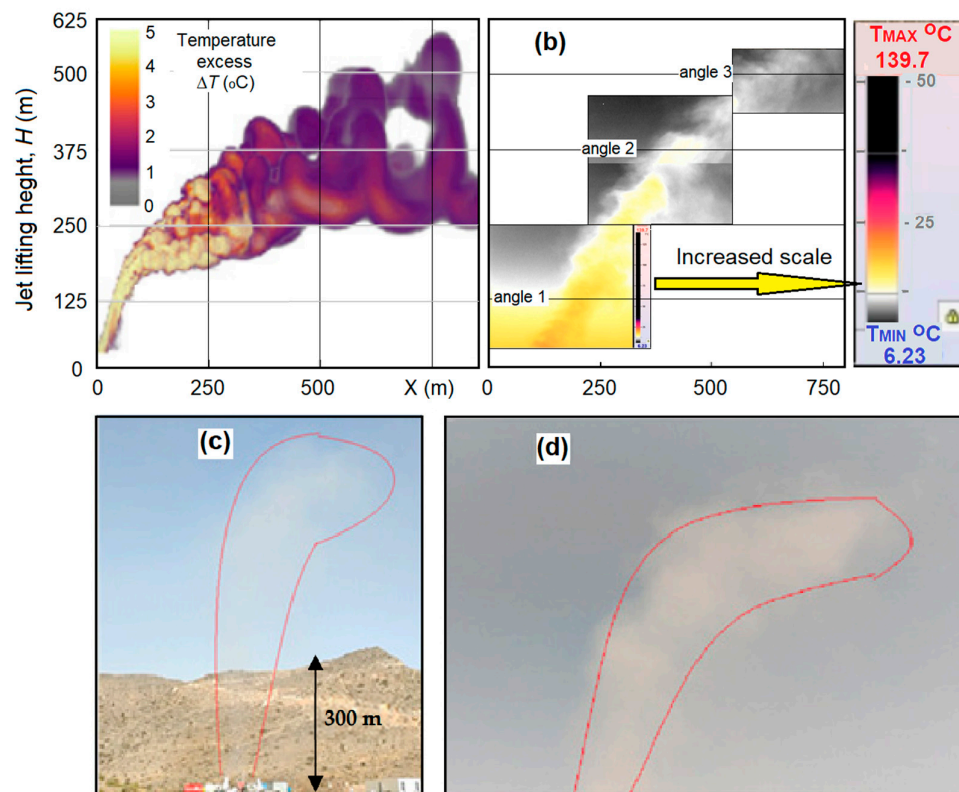 625
500
375
250
125
0
Jet lifting heght, H (m)
5
4
3
2
1
0
Temperature
excess
ΔT (oC)
0
250
500
X (m)
(b)
angle 3
angle 2
angle 1
Increased scale
0
250
500
750
TMAX ºC
139.7
50
25
TMIN ºC
6.23
(c)
300 m
(d)